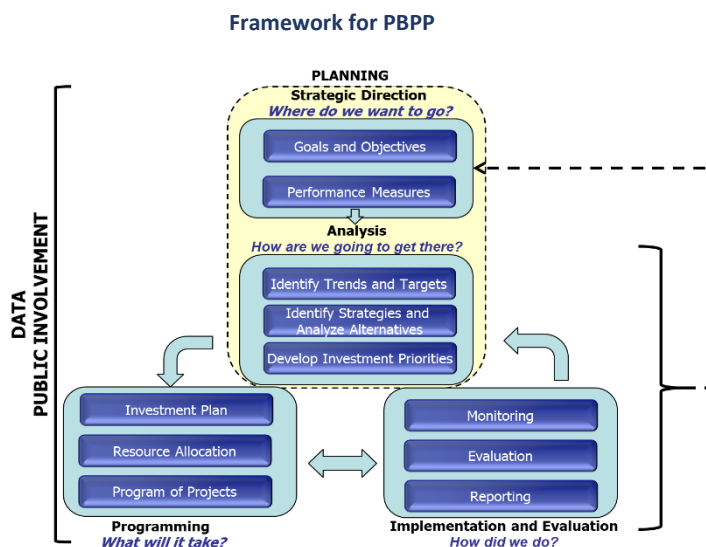 Framework for PBPP
PLANNING
Strategic Direction
Where do we want to go?
Goals and Objectives
Performance Measures
Analysis
How are we going to get there?
Identify Trends and Targets
Identify Strategies and
Analyze Alternatives
Develop Investment Priorities
DATA
PUBLIC INVOLVEMENT
Investment Plan
Resource Allocation
Program of Projects
Programming
What will it take?
Monitoring
Evaluation
Reporting
Implementation and Evaluation
How did we do?